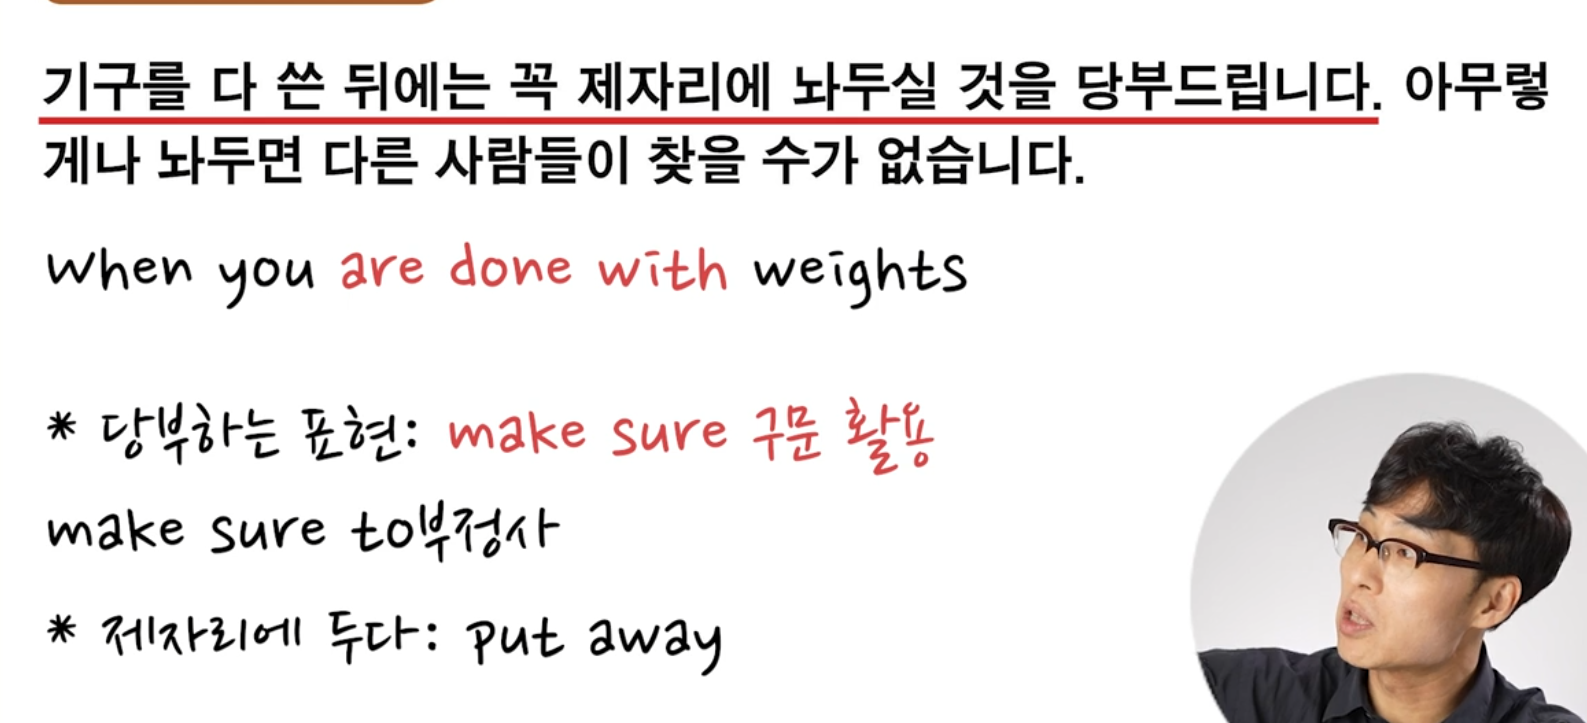 기구를 다 쓴 뒤에는 꼭 제자리에 놔두실 것을 당부드립니다. 아무렇
게나 놔두면 다른 사람들이 찾을 수가 없습니다.
When you are done with weights
* 당부하는 표현: make sure 구문 활용
make sure to부정사
* 제자리에 두다: put away